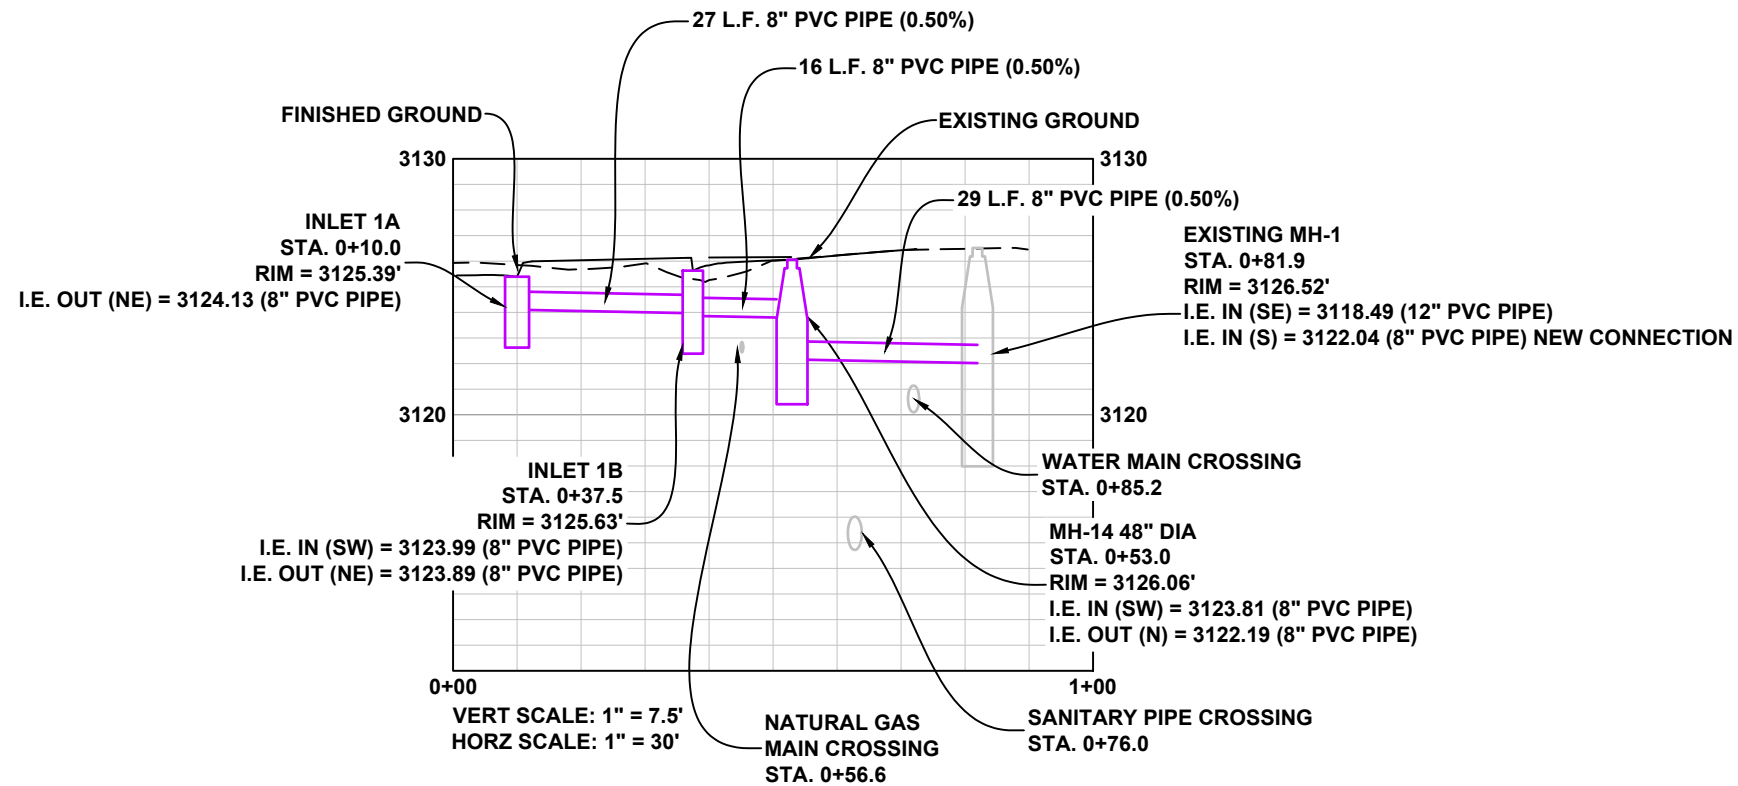 27 L.F. 8" PVC PIPE (0.50%)
16 L.F. 8" PVC PIPE (0.50%)
FINISHED GROUND
EXISTING GROUND
3130
3130
29 L.F. 8" PVC PIPE (0.50%)
INLET 1A
STA. 0+10.0
RIM = 3125.39'
I.E. OUT (NE) = 3124.13 (8" PVC PIPE)
EXISTING MH-1
STA. 0+81.9
RIM = 3126.52'
I.E. IN (SE) = 3118.49 (12" PVC PIPE)
I.E. IN (S) = 3122.04 (8" PVC PIPE) NEW CONNECTION
3120
3120
INLET 1B
STA. 0+37.5
RIM = 3125.63'
I.E. IN (SW) = 3123.99 (8" PVC PIPE)
I.E. OUT (NE) = 3123.89 (8" PVC PIPE)
WATER MAIN CROSSING
STA. 0+85.2
MH-14 48" DIA
STA. 0+53.0
RIM = 3126.06'
I.E. IN (SW) = 3123.81 (8" PVC PIPE)
I.E. OUT (N) = 3122.19 (8" PVC PIPE)
0+00
1+00
VERT SCALE: 1" = 7.5'
HORZ SCALE: 1" = 30'
NATURAL GAS
MAIN CROSSING
STA. 0+56.6
SANITARY PIPE CROSSING
STA. 0+76.0